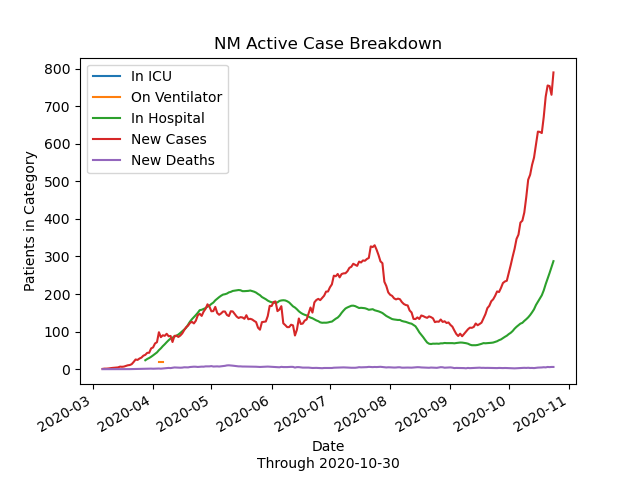 NM Active Case Breakdown
In ICU
On Ventilator
In Hospital
New Cases
New Deaths
Patients in Category
800
700
600
500
400
300
200
100
0
2020-03
2020-04
2020-05
2020-06
2020-07
2020-08
2020-09
2020-10
2020-11
Date
Through 2020-10-30